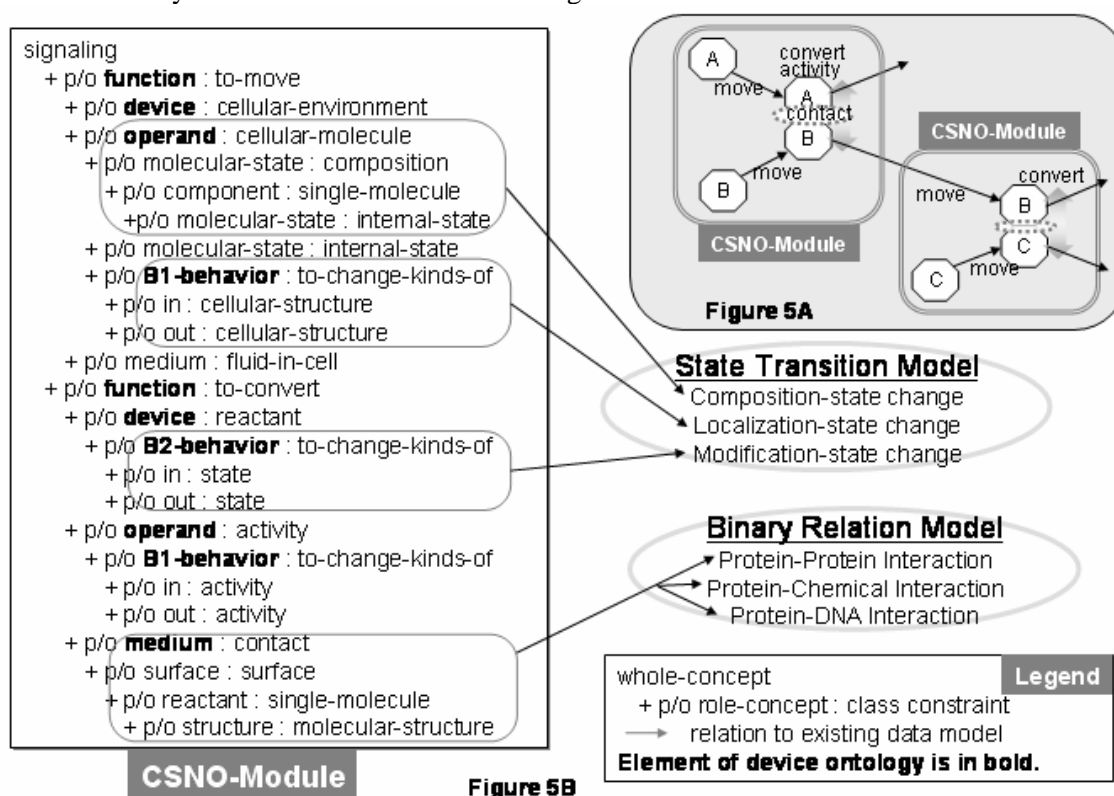 signaling
+ p/o function : to-move
+ p/o device : cellular-environment
+ p/o operand : cellular-molecule
+ p/o molecular-state : composition
+ p/o component : single-molecule
+p/o molecular-state : internal-state
+ p/o molecular-state : internal-state
+ p/o B1-behavior : to-change-kinds-of
+ p/o in : cellular-structure
+ p/o out : cellular-structure
+ p/o medium : fluid-in-cell
+ p/o function : to-convert
+ p/o device : reactant
+ p/o B2-behavior : to-change-kinds-of
+ p/o in : state
+ p/o out : state
+ p/o operand : activity
+ p/o B1-behavior : to-change-kinds-of
+ p/o in : activity
+ p/o out : activity
+ p/o medium : contact
+ p/o surface : surface
+ p/o reactant : single-molecule
+ p/o structure : molecular-structure
CSNO-Module
Figure 5B
A
move
convert
activity
A
contact
B
move
B
CSNO-Module
CSNO-Module
move
convert
B
C
move
C
Figure 5A
State Transition Model
Composition-state change
Localization-state change
Modification-state change
Binary Relation Model
Protein-Protein Interaction
Protein-Chemical Interaction
Protein-DNA Interaction
Legend
whole-concept
+ p/o role-concept : class constraint
relation to existing data model
Element of device ontology is in bold.